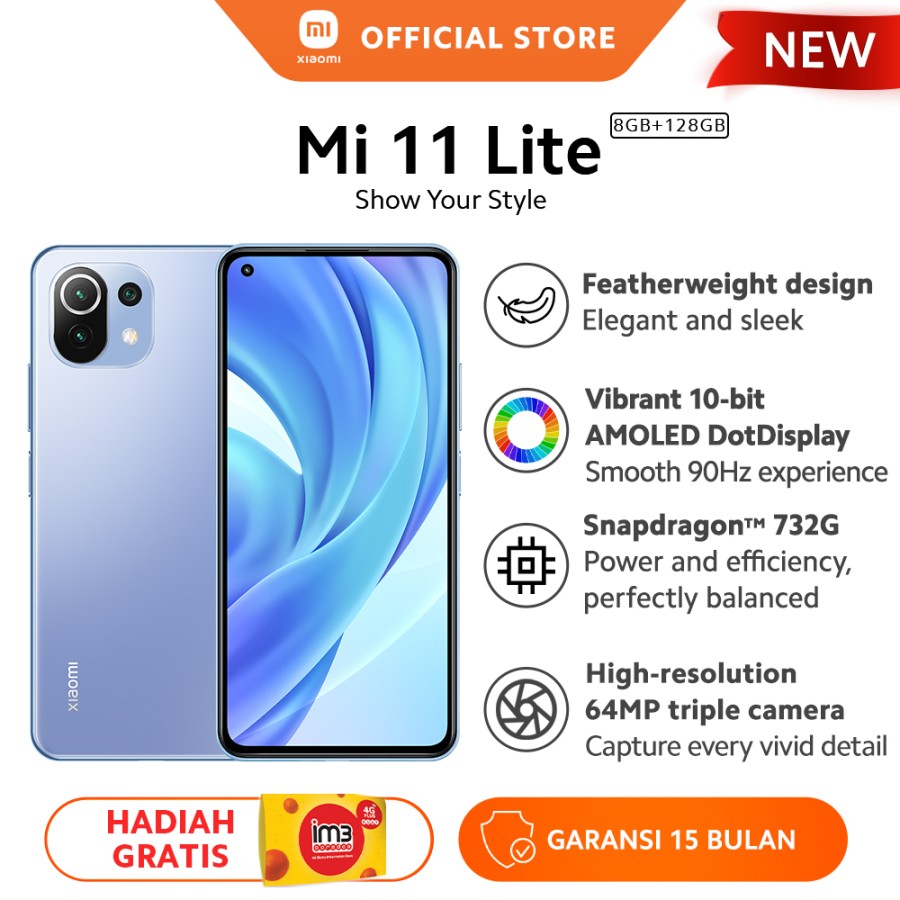 xiaomi
OFFICIAL STORE
NEW
Mi 11 Lite
8GB+128GB
Show Your Style
Featherweight design
Elegant and sleek
Vibrant 10-bit
AMOLED DotDisplay
Smooth 90Hz experience
Snapdragon™ 732G
Power and efficiency,
perfectly balanced
High-resolution
64MP triple camera
Capture every vivid detail
xiaomi
HADIAH
GRATIS
4G
PLUS
im3
ooredoo
GARANSI 15 BULAN